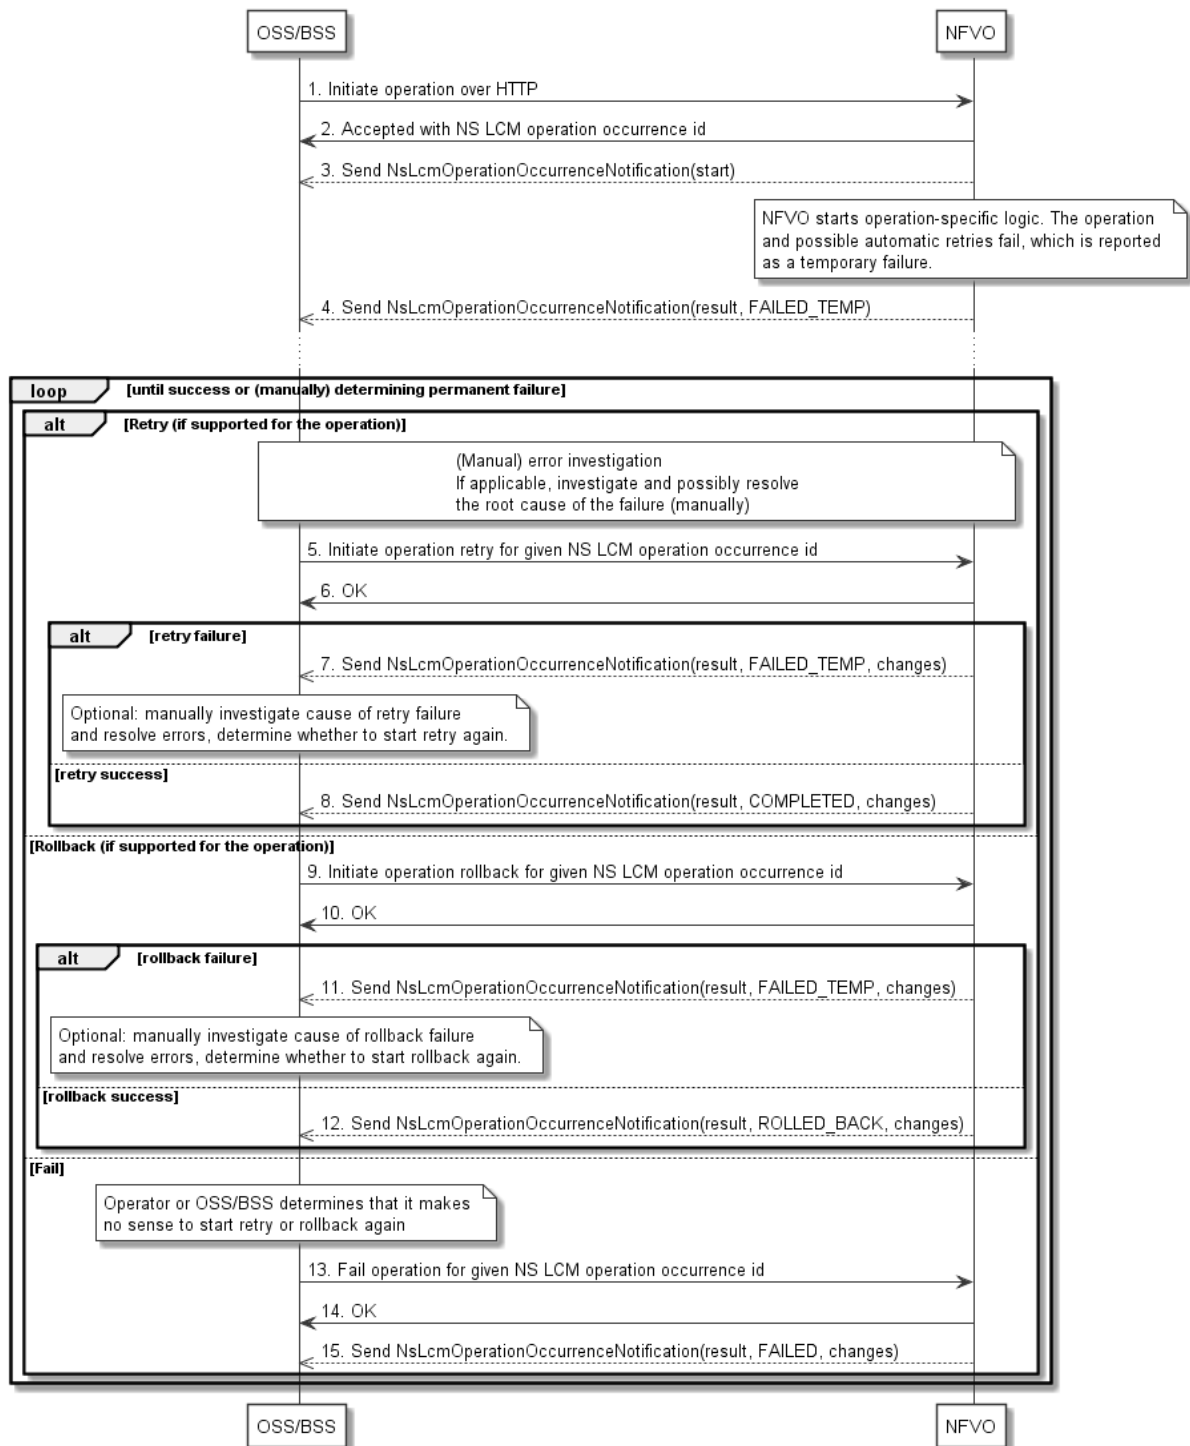 OSS/BSS
NFVO
1. Initiate operation over HTTP
2. Accepted with NS LCM operation occurrence id
3. Send NsLcmOperationOccurrenceNotification(start)
NFVO starts operation-specific logic. The operation
and possible automatic retries fail, which is reported
as a temporary failure.
4. Send NsLcmOperationOccurrenceNotification(result, FAILED_TEMP)
loop
[until success or (manually) determining permanent failure]
alt
[Retry (if supported for the operation)]
(Manual) error investigation
If applicable, investigate and possibly resolve
the root cause of the failure (manually)
5. Initiate operation retry for given NS LCM operation occurrence id
6. OK
alt
[retry failure]
7. Send NsLcmOperationOccurrenceNotification(result, FAILED_TEMP, changes)
Optional: manually investigate cause of retry failure
and resolve errors, determine whether to start retry again.
[retry success]
8. Send NsLcmOperationOccurrenceNotification(result, COMPLETED, changes)
[Rollback (if supported for the operation)]
9. Initiate operation rollback for given NS LCM operation occurrence id
10. OK
alt
[rollback failure]
11. Send NsLcmOperationOccurrenceNotification(result, FAILED_TEMP, changes)
Optional: manually investigate cause of rollback failure
and resolve errors, determine whether to start rollback again.
[rollback success]
12. Send NsLcmOperationOccurrenceNotification(result, ROLLED_BACK, changes)
[Fail]
Operator or OSS/BSS determines that it makes
no sense to start retry or rollback again
13. Fail operation for given NS LCM operation occurrence id
14. OK
15. Send NsLcmOperationOccurrenceNotification(result, FAILED, changes)
OSS/BSS
NFVO